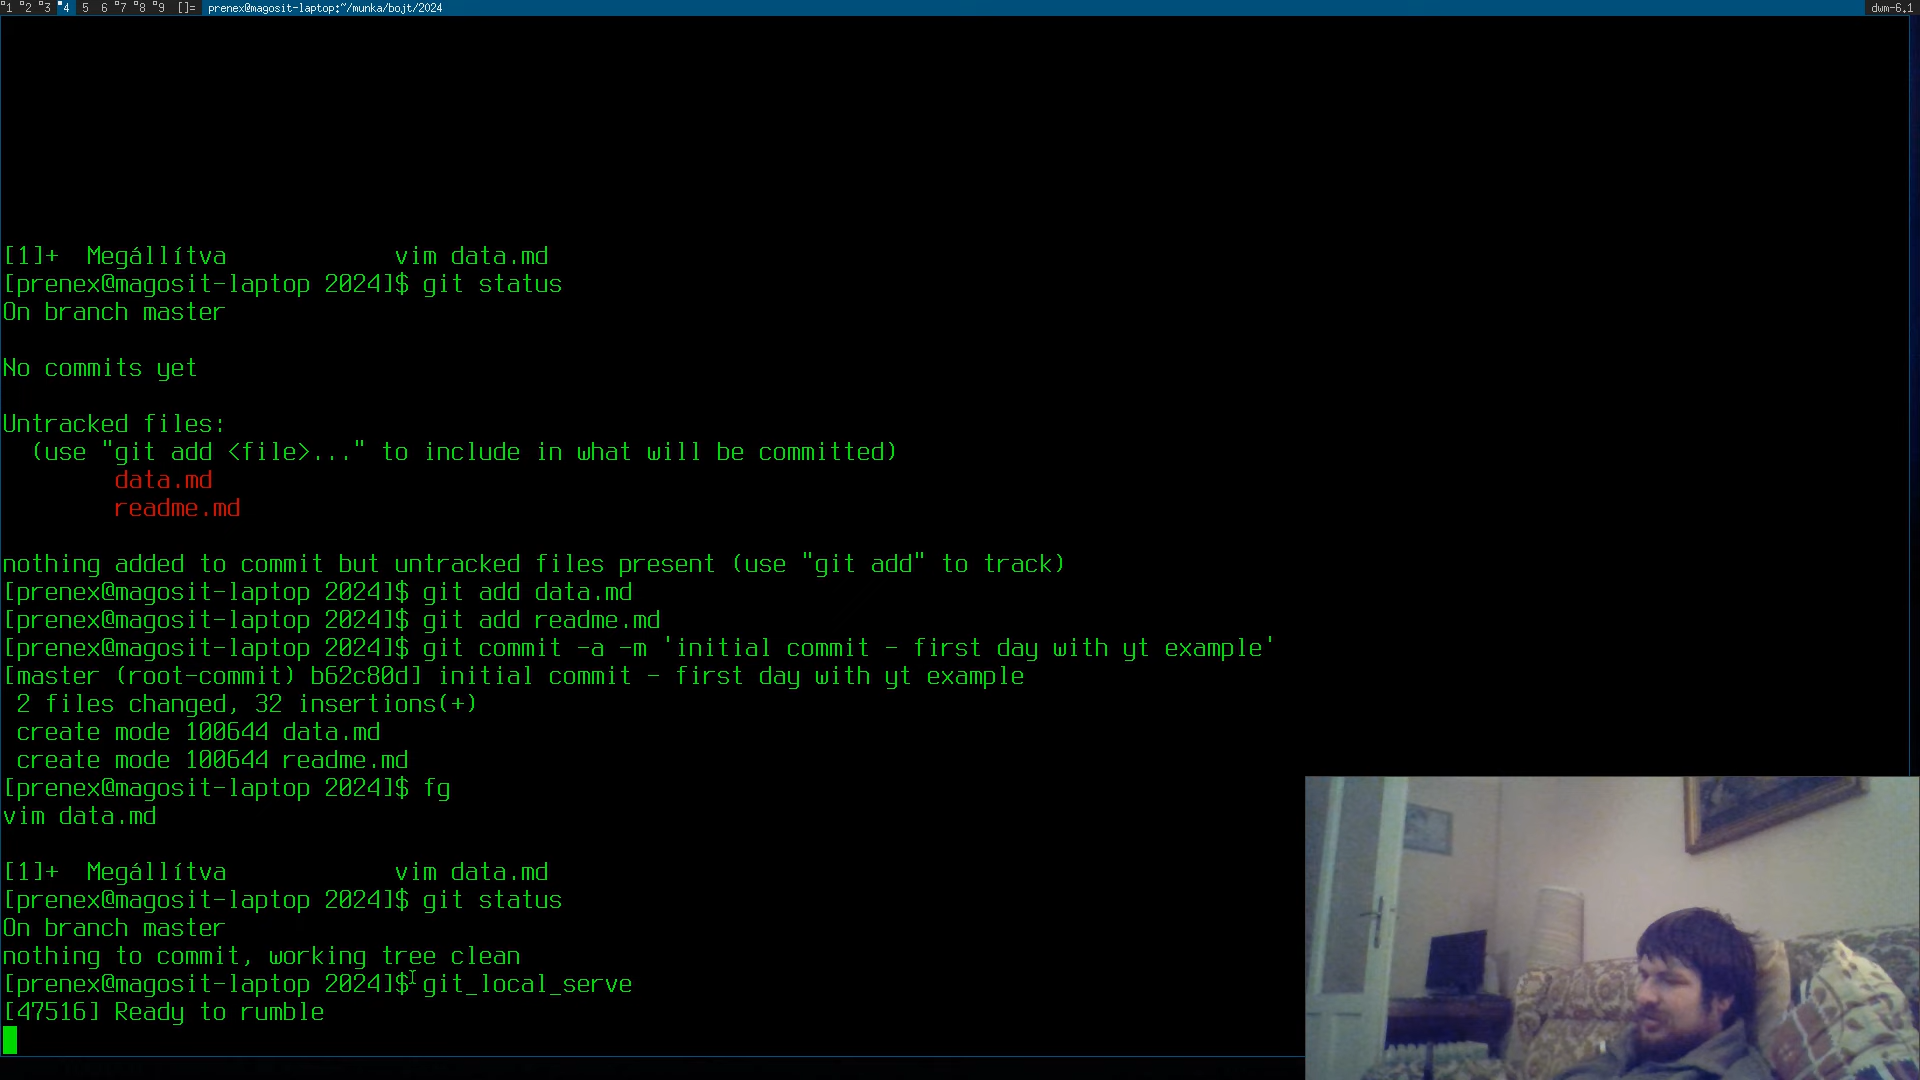 1 2 3 4 5 6 7 8 9 []= prenex@magosit-laptop:~/munka/bojt/2024 dwm-6.1
[1]+  Megállítva            vim data.md
[prenex@magosit-laptop 2024]$ git status
On branch master
No commits yet
Untracked files:
  (use "git add <file>..." to include in what will be committed)
        data.md
        readme.md
nothing added to commit but untracked files present (use "git add" to track)
[prenex@magosit-laptop 2024]$ git add data.md
[prenex@magosit-laptop 2024]$ git add readme.md
[prenex@magosit-laptop 2024]$ git commit -a -m 'initial commit - first day with yt example'
[master (root-commit) b62c80d] initial commit - first day with yt example
 2 files changed, 32 insertions(+)
 create mode 100644 data.md
 create mode 100644 readme.md
[prenex@magosit-laptop 2024]$ fg
vim data.md
[1]+  Megállítva            vim data.md
[prenex@magosit-laptop 2024]$ git status
On branch master
nothing to commit, working tree clean
[prenex@magosit-laptop 2024]$ git_local_serve
[47516] Ready to rumble